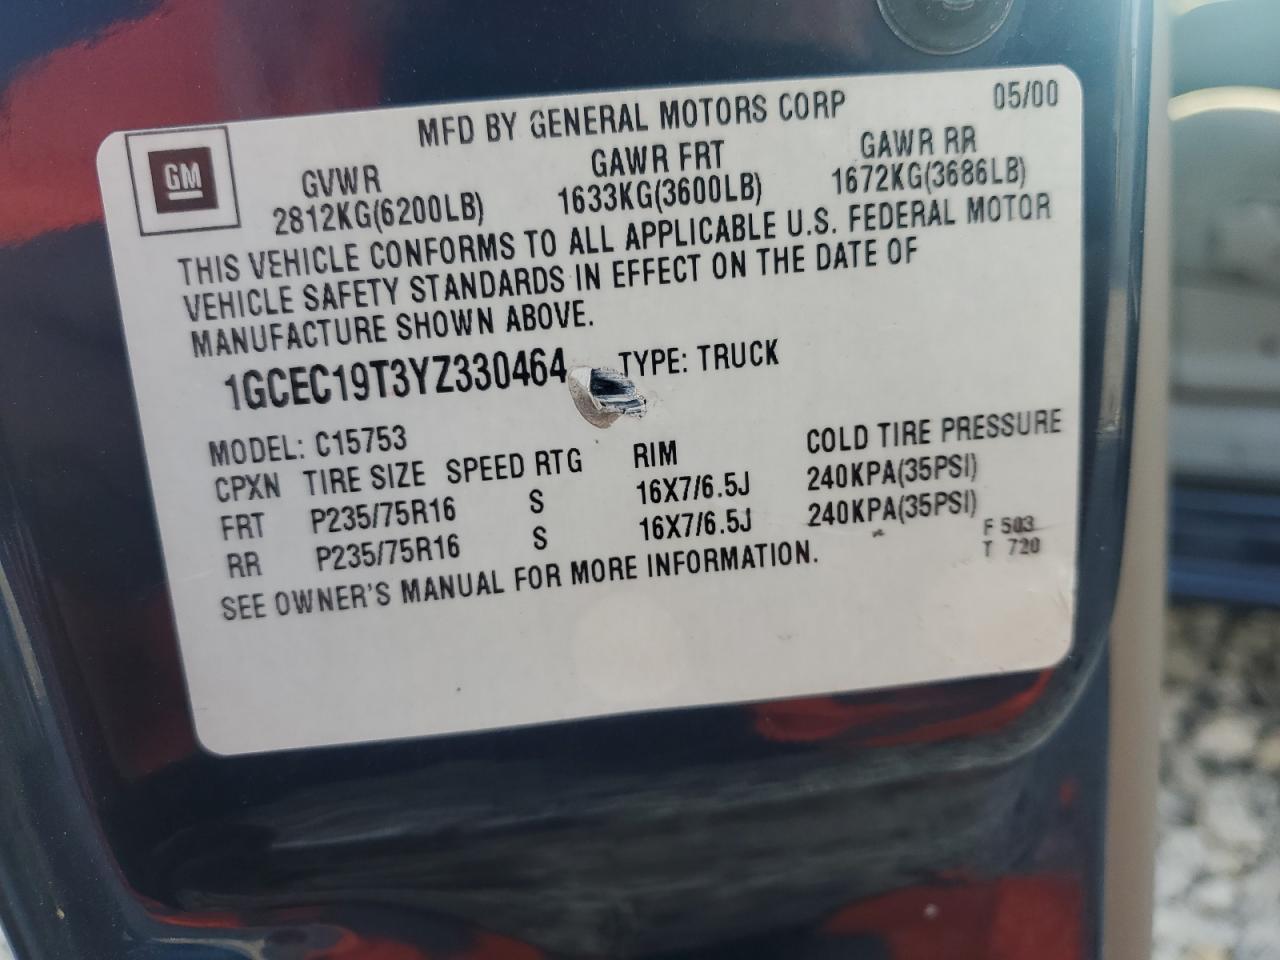 05/00
MFD BY GENERAL MOTORS CORP
GM
GVWR GAWR FRT GAWR RR
2812KG(6200LB) 1633KG(3600LB) 1672KG(3686LB)
THIS VEHICLE CONFORMS TO ALL APPLICABLE U.S. FEDERAL MOTOR
VEHICLE SAFETY STANDARDS IN EFFECT ON THE DATE OF
MANUFACTURE SHOWN ABOVE.
1GCEC19T3YZ330464 TYPE: TRUCK
MODEL: C15753
CPXN TIRE SIZE SPEED RTG RIM COLD TIRE PRESSURE
FRT P235/75R16 S 16X7/6.5J 240KPA(35PSI)
RR P235/75R16 S 16X7/6.5J 240KPA(35PSI)
SEE OWNER'S MANUAL FOR MORE INFORMATION.
F 503
T 720